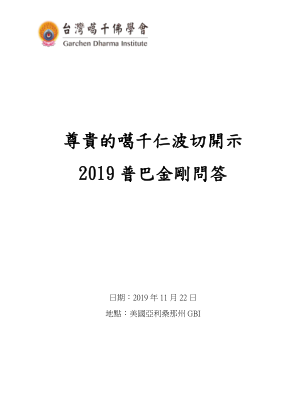 台灣噶千佛學會
Garchen Dharma Institute
尊貴的噶千仁波切開示
2019 普巴金剛問答
日期：2019 年 11 月 22 日
地點：美國亞利桑那州 GBI